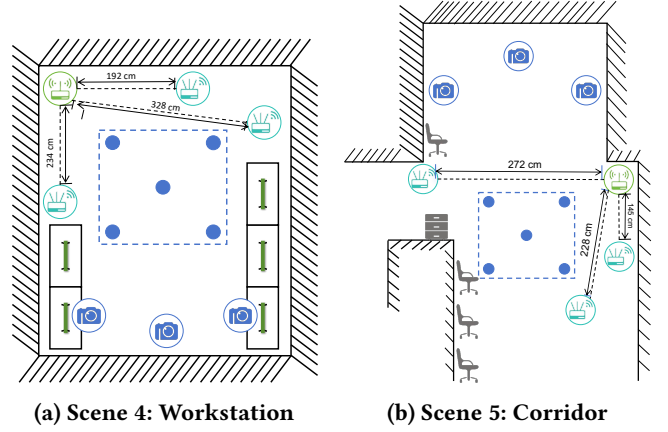 192 cm
328 cm
234 cm
272 cm
145 cm
228 cm
(a) Scene 4: Workstation
(b) Scene 5: Corridor